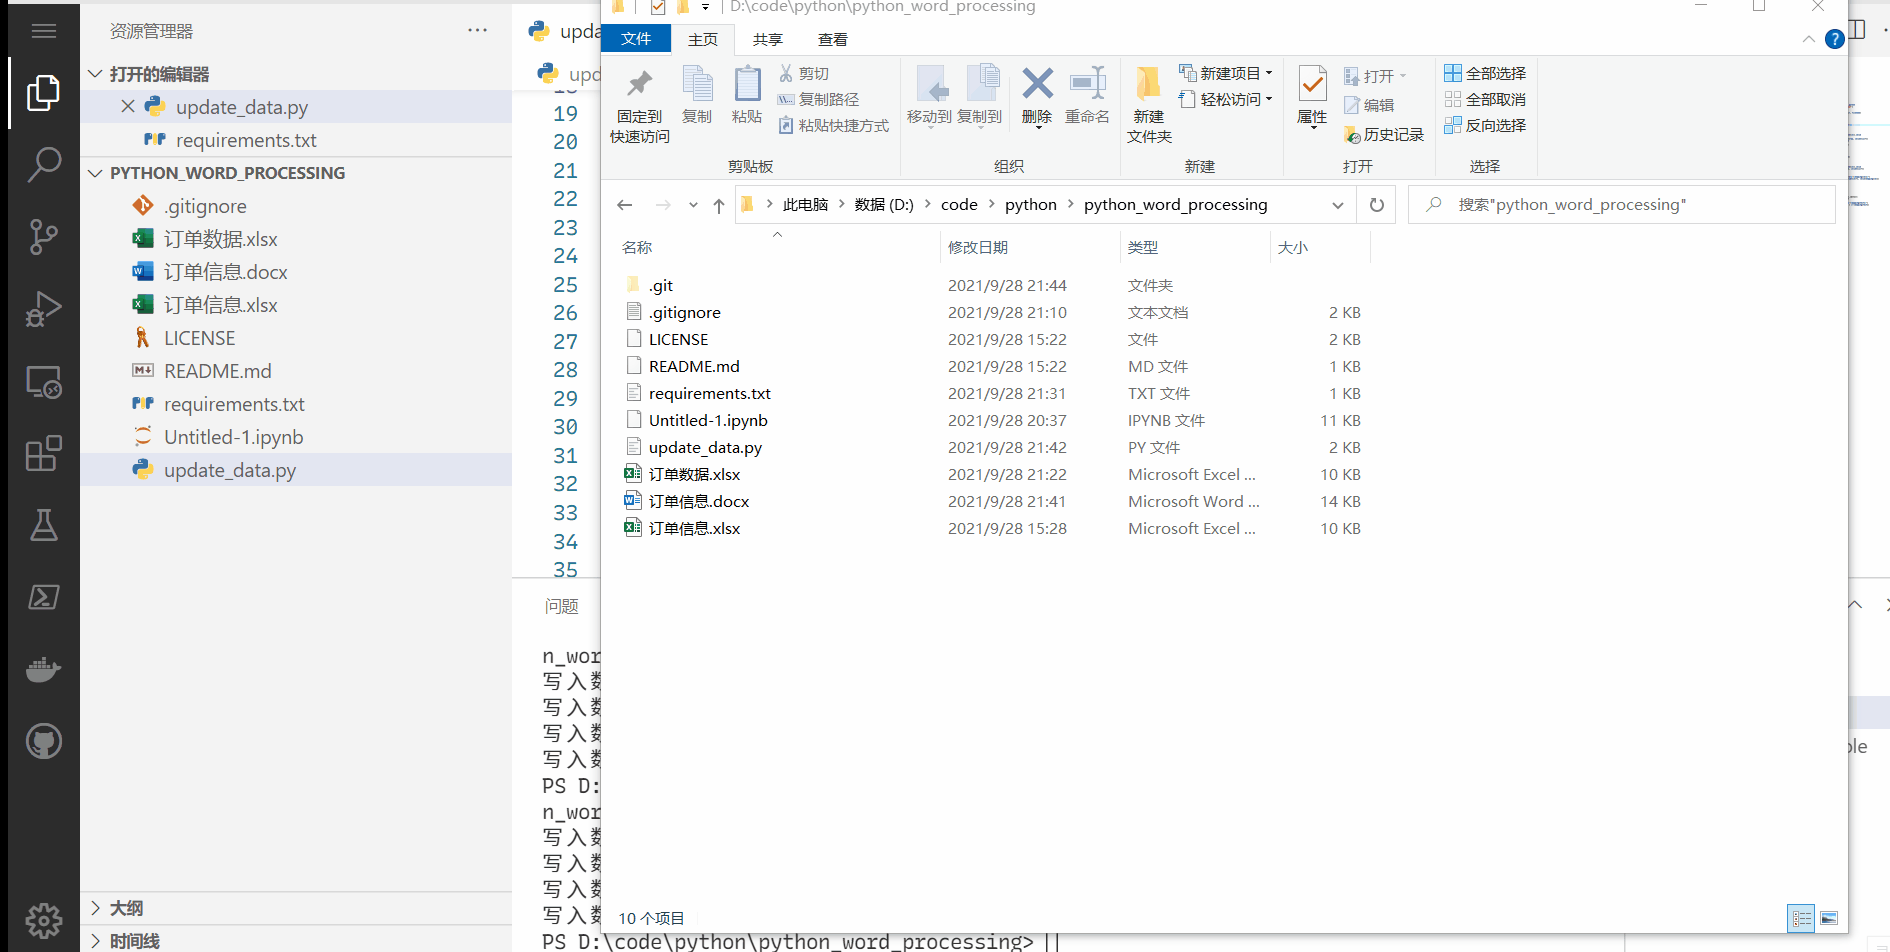 资源管理器
打开的编辑器
update_data.py
requirements.txt
PYTHON_WORD_PROCESSING
.gitignore
订单数据.xlsx
订单信息.docx
订单信息.xlsx
LICENSE
README.md
requirements.txt
Untitled-1.ipynb
update_data.py
大纲
时间线
upda
upd
19
20
21
22
23
24
25
26
27
28
29
30
31
32
33
34
35
问题
n_wor
写入数
写入数
写入数
写入数
PS D:
n_wor
写入数
写入数
写入数
写入数
PS D:\code\python\python_word_processing>
D:\code\python\python_word_processing
文件 主页 共享 查看
固定到
快速访问
复制
粘贴
剪切
复制路径
粘贴快捷方式
剪贴板
移动到
复制到
删除
重命名
组织
新建
文件夹
新建项目
轻松访问
新建
属性
打开
编辑
历史记录
打开
全部选择
全部取消
反向选择
选择
此电脑 数据 (D:) code python python_word_processing
搜索"python_word_processing"
名称 修改日期 类型 大小
.git 2021/9/28 21:44 文件夹
.gitignore 2021/9/28 21:10 文本文档 2 KB
LICENSE 2021/9/28 15:22 文件 2 KB
README.md 2021/9/28 15:22 MD 文件 1 KB
requirements.txt 2021/9/28 21:31 TXT 文件 1 KB
Untitled-1.ipynb 2021/9/28 20:37 IPYNB 文件 11 KB
update_data.py 2021/9/28 21:42 PY 文件 2 KB
订单数据.xlsx 2021/9/28 21:22 Microsoft Excel ... 10 KB
订单信息.docx 2021/9/28 21:41 Microsoft Word ... 14 KB
订单信息.xlsx 2021/9/28 15:28 Microsoft Excel ... 10 KB
10 个项目
ole